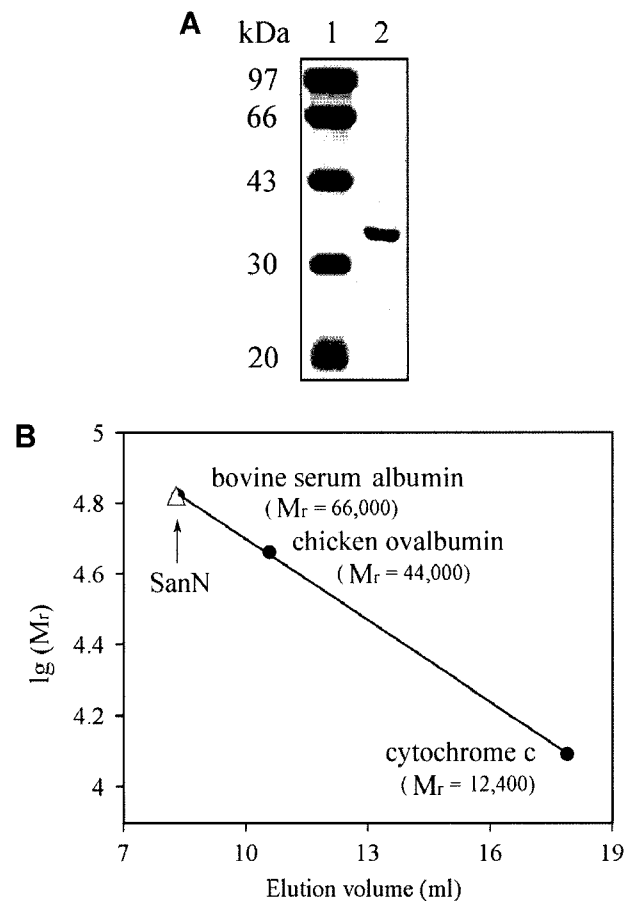 A
kDa 1 2
97
66
43
30
20
B
5
4.8
4.6
4.4
4.2
4
lg (Mr)
bovine serum albumin
( Mr = 66,000)
chicken ovalbumin
( Mr = 44,000)
SanN
cytochrome c
( Mr = 12,400)
7 10 13 16 19
Elution volume (ml)